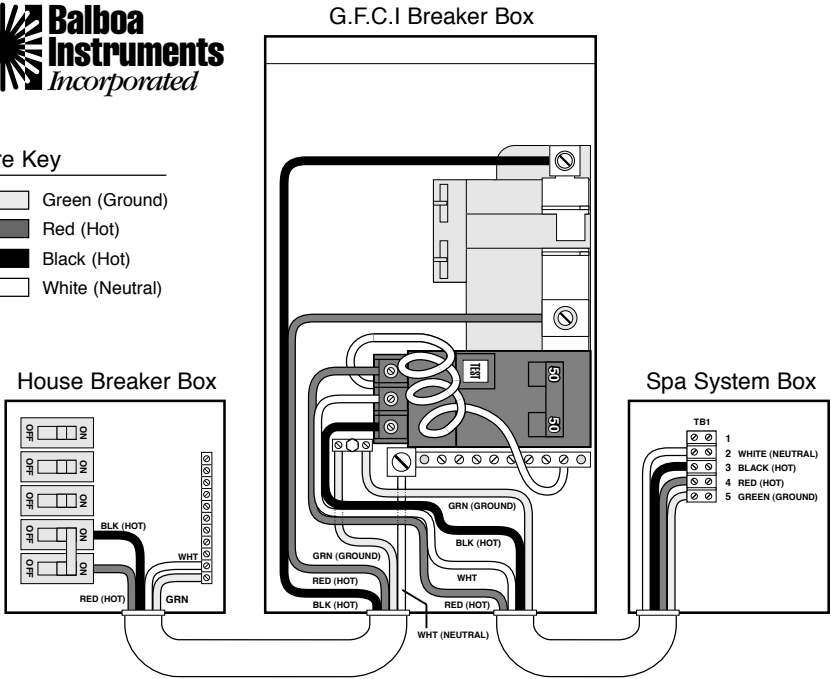 Balboa
Instruments
Incorporated
G.F.C.I Breaker Box
re Key
Green (Ground)
Red (Hot)
Black (Hot)
White (Neutral)
House Breaker Box
Spa System Box
OFF ON
OFF ON
OFF ON
OFF ON
OFF ON
BLK (HOT)
WHT
RED (HOT)
GRN
TEST
50
50
GRN (GROUND)
BLK (HOT)
GRN (GROUND)
WHT
RED (HOT)
RED (HOT)
BLK (HOT)
WHT (NEUTRAL)
TB1
1
2 WHITE (NEUTRAL)
3 BLACK (HOT)
4 RED (HOT)
5 GREEN (GROUND)